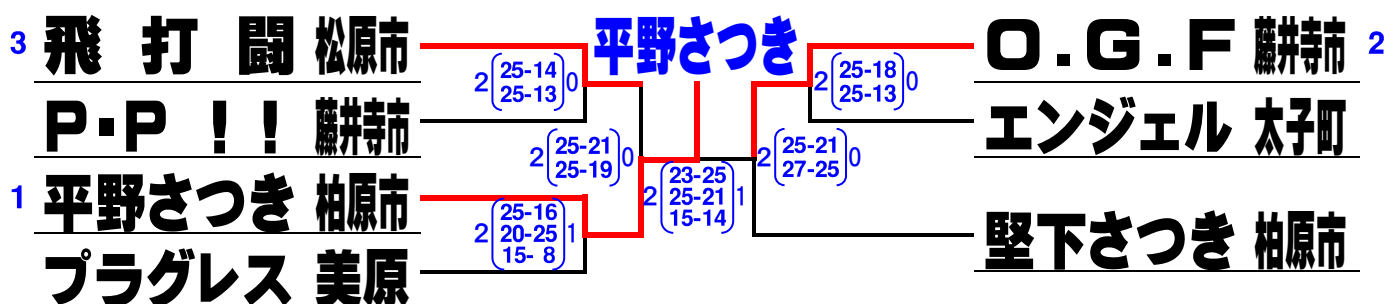 平野さつき
3 飛打闘 松原市
2 25-14 0
25-13
P・P!! 藤井寺市
2 25-21 0
25-19
1 平野さつき 柏原市
2 25-16 1
20-25
15- 8
プラグレス 美原
2 23-25 1
25-21
15-14
O.G.F 藤井寺市 2
2 25-18 0
25-13
エンジェル 太子町
2 25-21 0
27-25
堅下さつき 柏原市